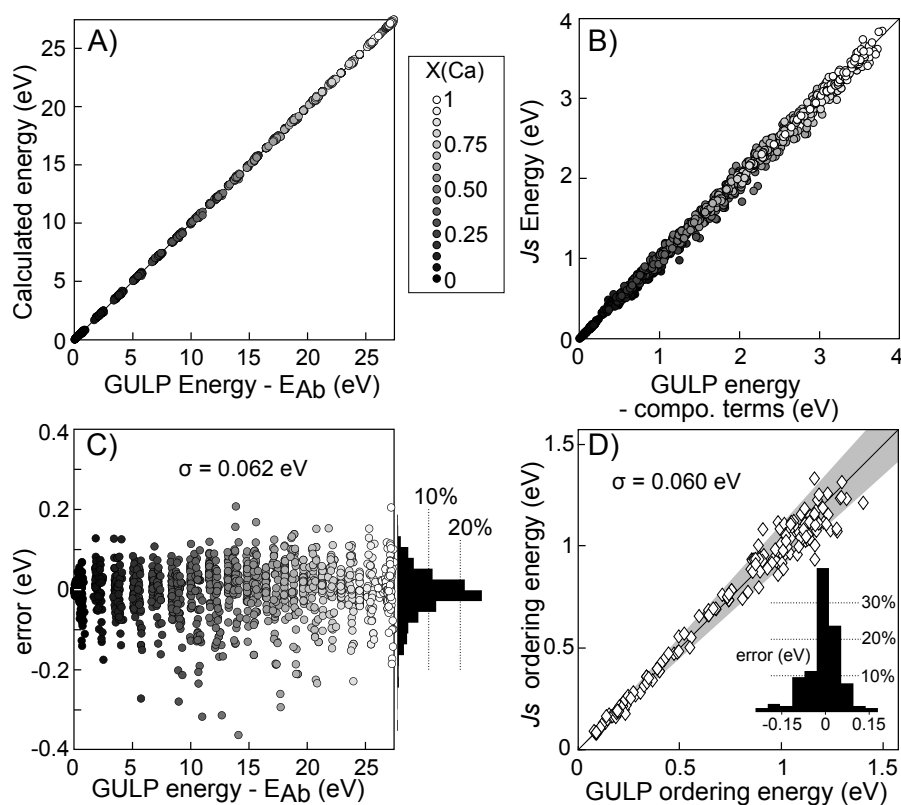 A)
Calculated energy (eV)
25
20
15
10
5
0
0 5 10 15 20 25
GULP Energy - EAb (eV)
X(Ca)
1
0.75
0.50
0.25
0
B)
Js Energy (eV)
4
3
2
1
0
0 1 2 3 4
GULP energy
- compo. terms (eV)
C)
σ = 0.062 eV
error (eV)
0.4
0.2
0
-0.2
-0.4
0 5 10 15 20 25
GULP energy - EAb (eV)
10%
20%
D)
σ = 0.060 eV
Js ordering energy (eV)
1.5
1.0
0.5
0
0 0.5 1 1.5
GULP ordering energy (eV)
30%
20%
10%
error (eV)
-0.15 0 0.15